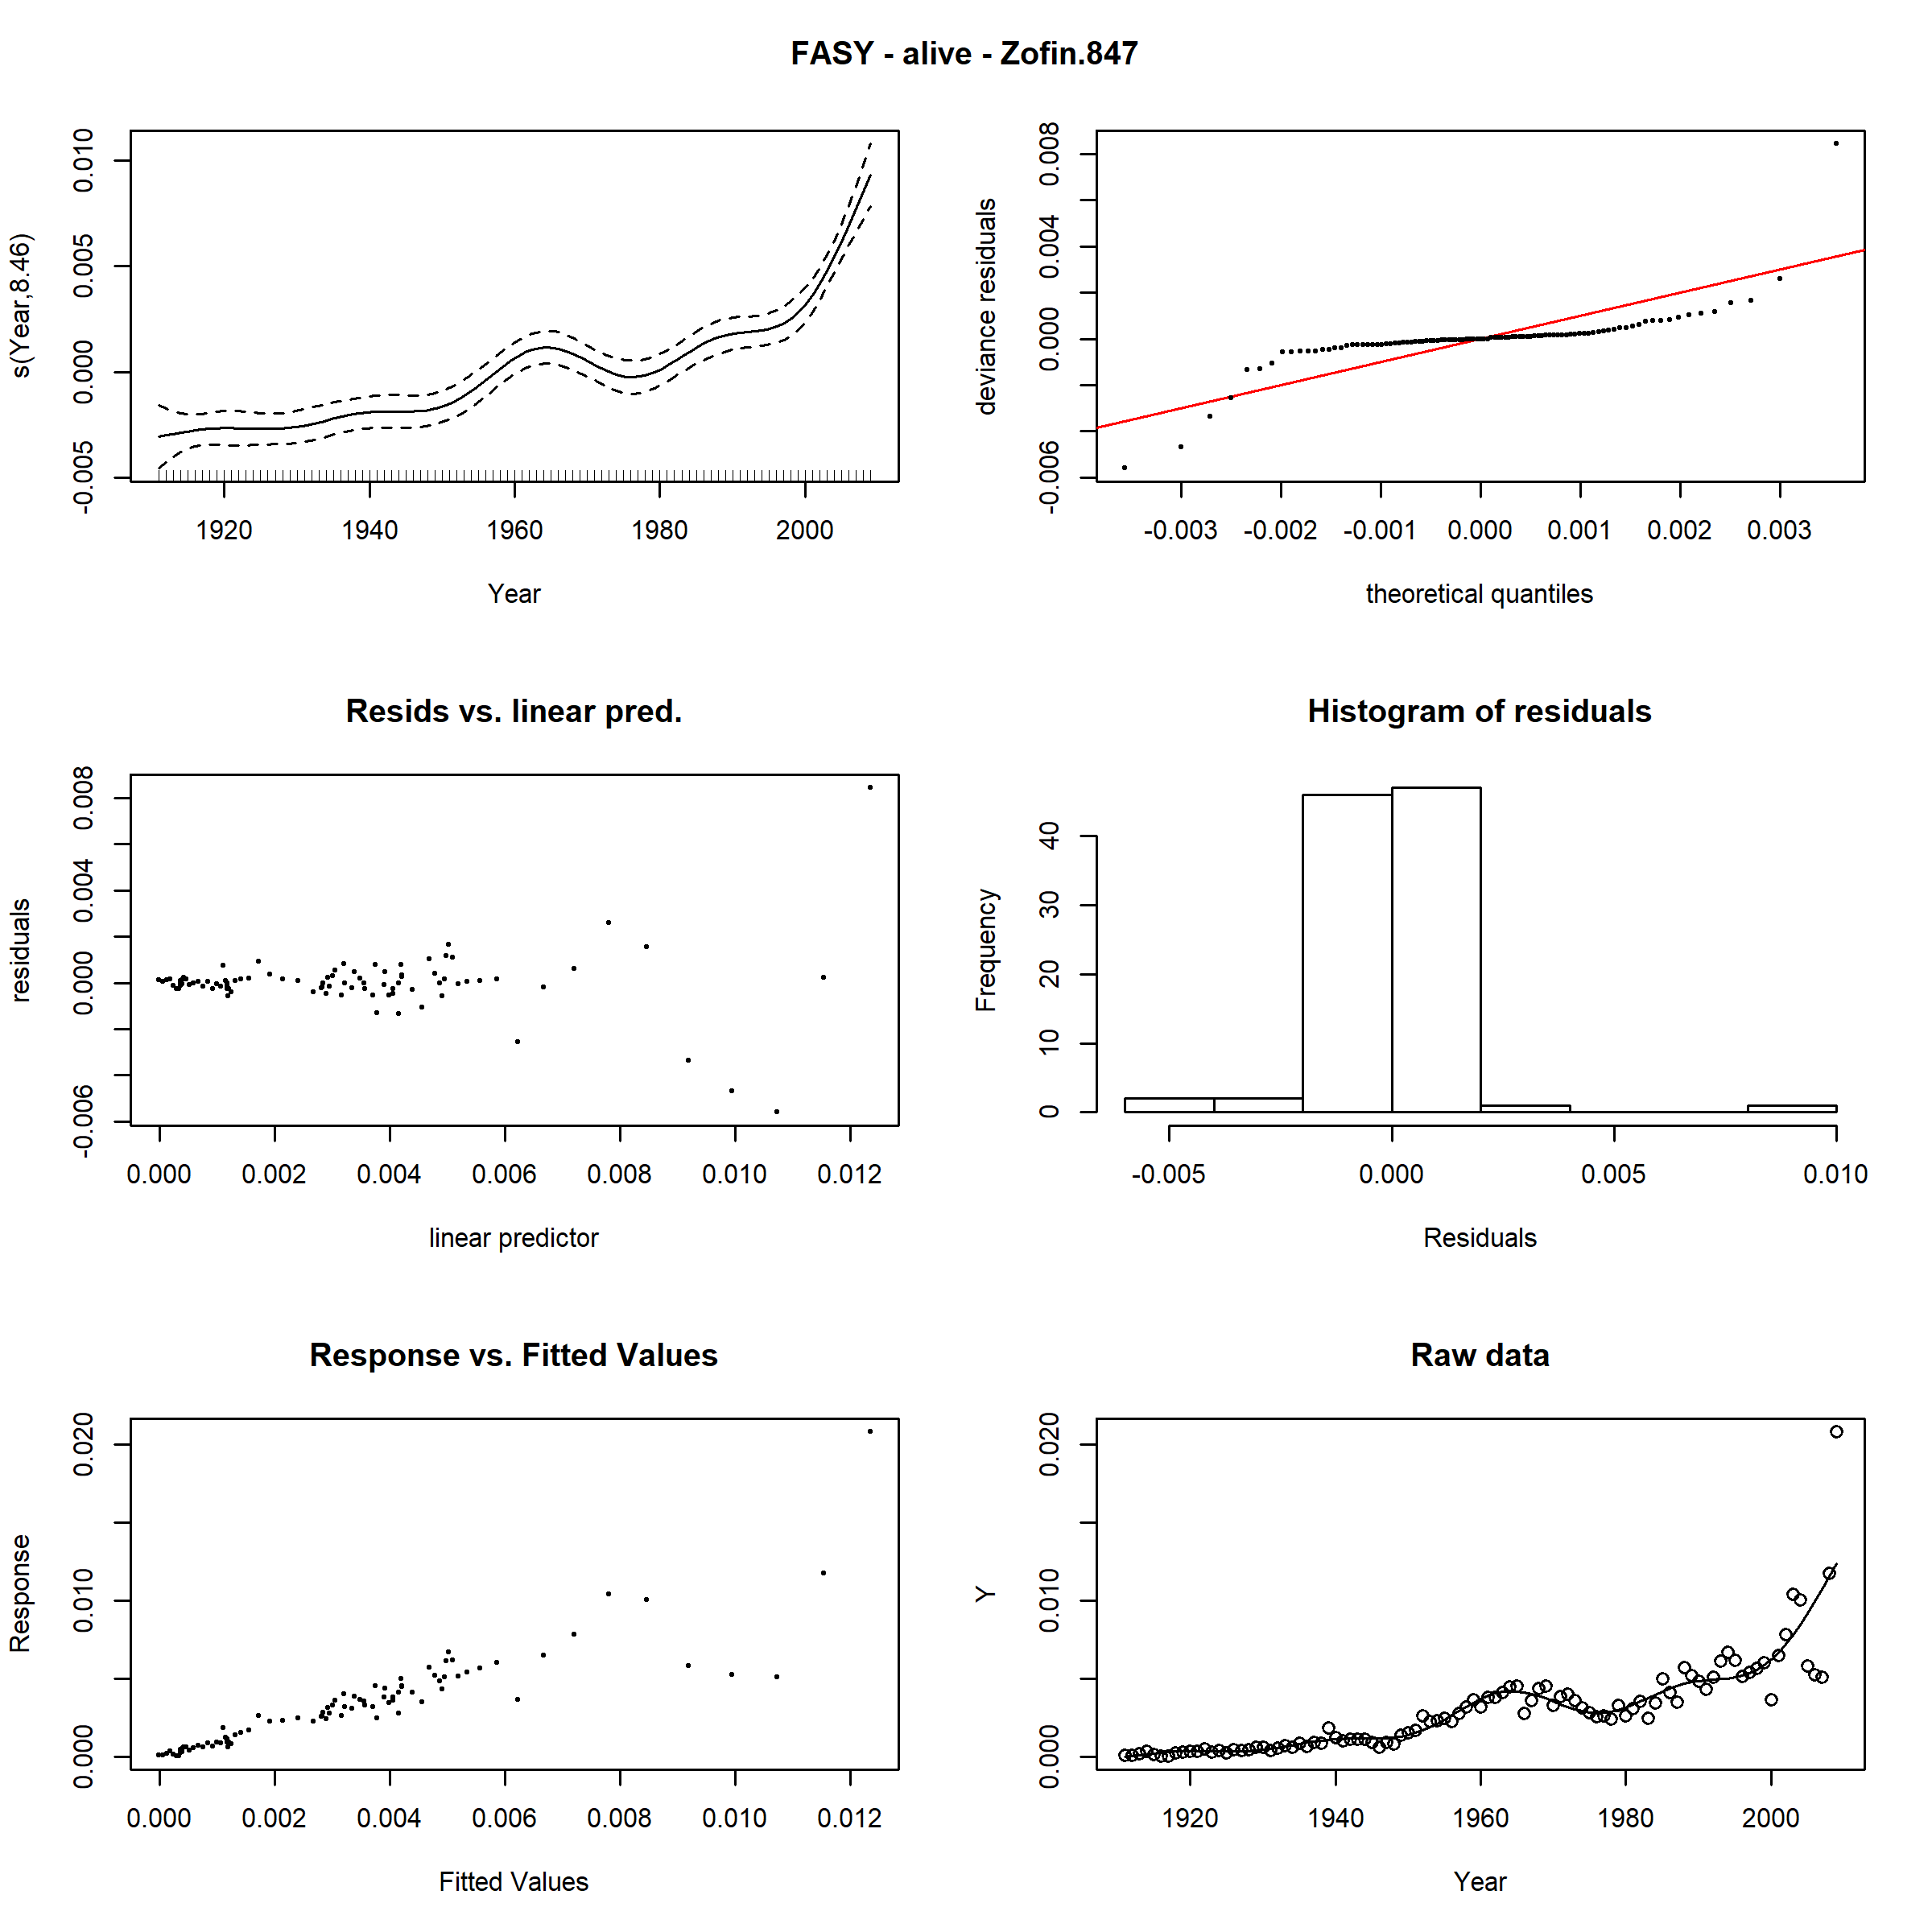 FASY - alive - Zofin.847
s(Year,8.46)
-0.005 0.000 0.005 0.010
1920 1940 1960 1980 2000
Year
deviance residuals
-0.006 0.000 0.004 0.008
-0.003 -0.002 -0.001 0.000 0.001 0.002 0.003
theoretical quantiles
Resids vs. linear pred.
residuals
-0.006 0.000 0.004 0.008
0.000 0.002 0.004 0.006 0.008 0.010 0.012
linear predictor
Histogram of residuals
Frequency
0 10 20 30 40
-0.005 0.000 0.005 0.010
Residuals
Response vs. Fitted Values
Response
0.000 0.010 0.020
0.000 0.002 0.004 0.006 0.008 0.010 0.012
Fitted Values
Raw data
Y
0.000 0.010 0.020
1920 1940 1960 1980 2000
Year